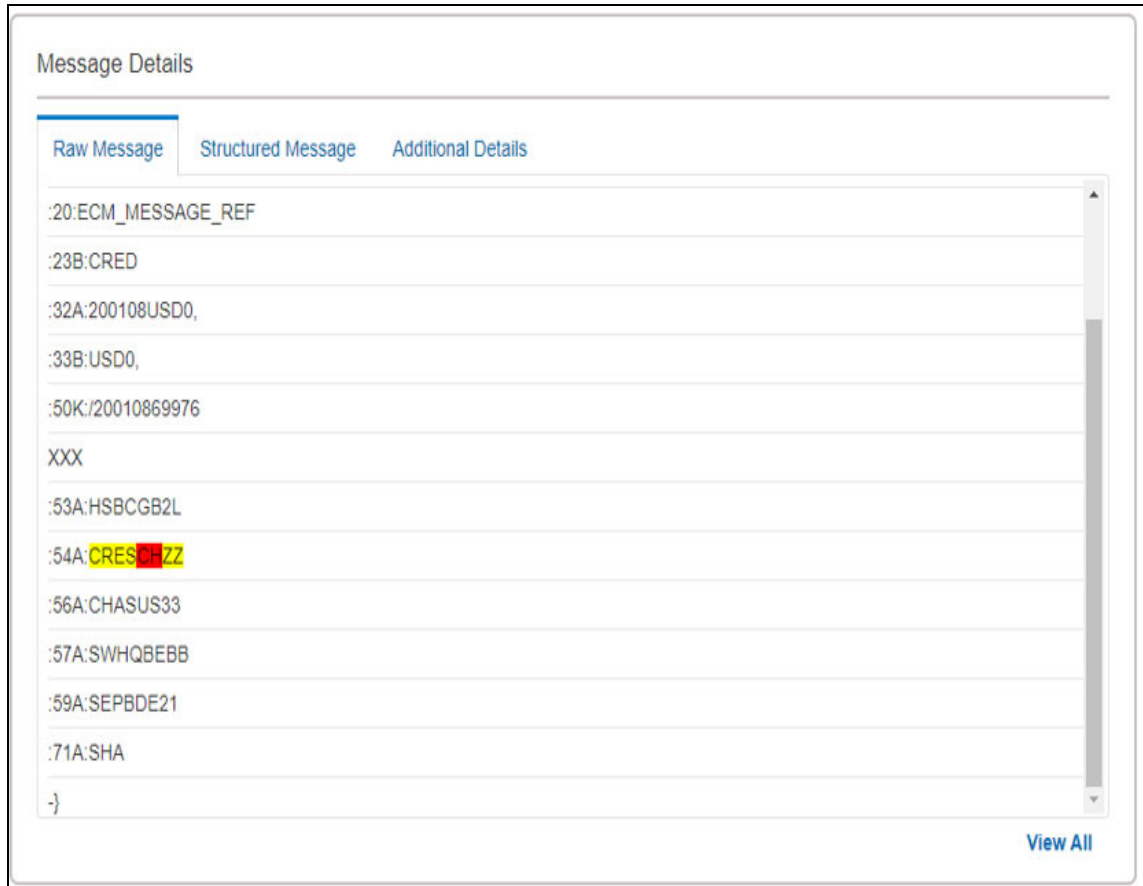 Message Details
Raw Message Structured Message Additional Details
:20:ECM_MESSAGE_REF
:23B:CRED
:32A:200108USD0,
:33B:USD0,
:50K:/20010869976
XXX
:53A:HSBCGB2L
:54A:CRESCHZZ
:56A:CHASUS33
:57A:SWHQBEBB
:59A:SEPBDE21
:71A:SHA
-}
View All